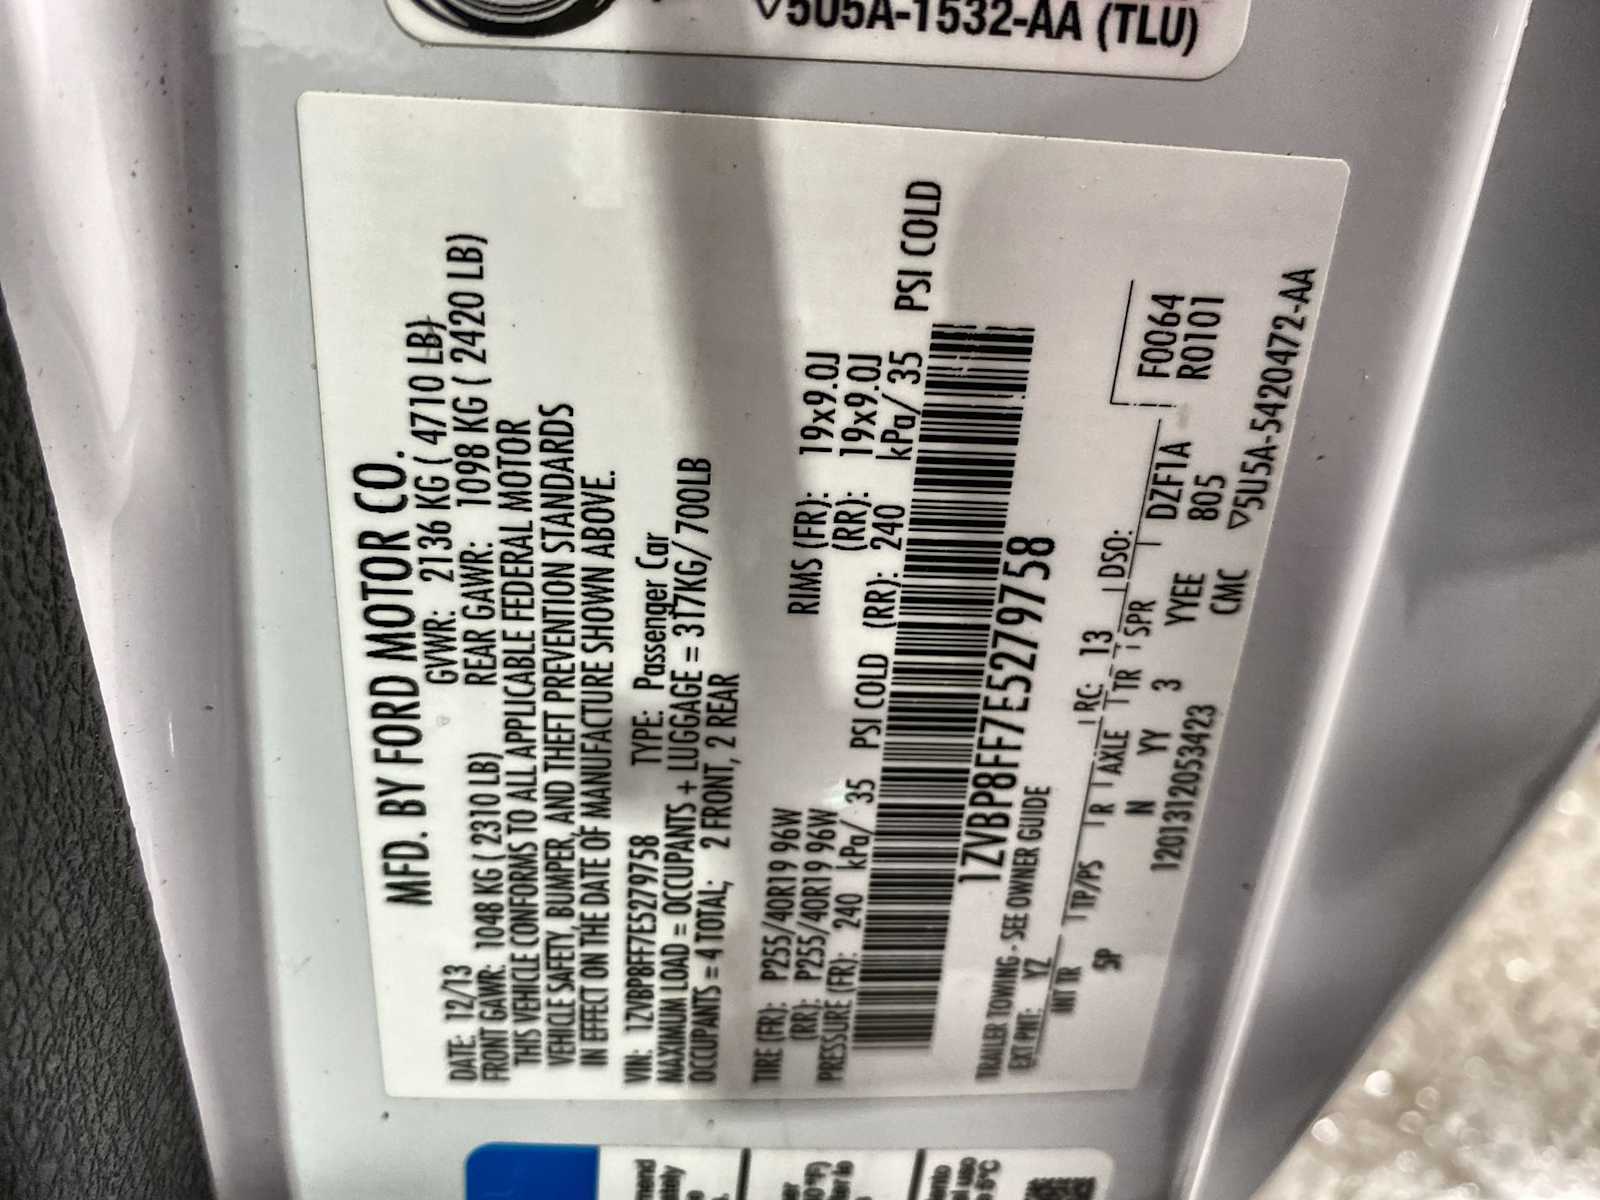 ▽5U5A-1532-AA (TLU)
MFD. BY FORD MOTOR CO.
DATE: 12/13 GVWR: 2136 KG ( 4710 LB)
FRONT GAWR: 1048 KG ( 2310 LB) REAR GAWR: 1098 KG ( 2420 LB)
THIS VEHICLE CONFORMS TO ALL APPLICABLE FEDERAL MOTOR
VEHICLE SAFETY, BUMPER, AND THEFT PREVENTION STANDARDS
IN EFFECT ON THE DATE OF MANUFACTURE SHOWN ABOVE.
VIN: 1ZVBP8FF7E5279758 TYPE: Passenger Car
MAXIMUM LOAD = OCCUPANTS + LUGGAGE = 317KG/ 700LB
OCCUPANTS = 4 TOTAL; 2 FRONT, 2 REAR
TIRE (FR): P255/40R19 96W RIMS (FR): 19x9.0J
(RR): P255/40R19 96W (RR): 19x9.0J
PRESSURE (FR): 240 kPa/ 35 PSI COLD (RR): 240 kPa/ 35 PSI COLD
1ZVBP8FF7E5279758
TRAILER TOWING - SEE OWNER GUIDE
EXT PNT: YZ RC: 13 DSO: F0064
INT TR TP/PS R AXLE TR SPR R0101
5P N YY 3 YYEE DZF1A
1201312053423 CMC 805
▽5U5A-5420472-AA